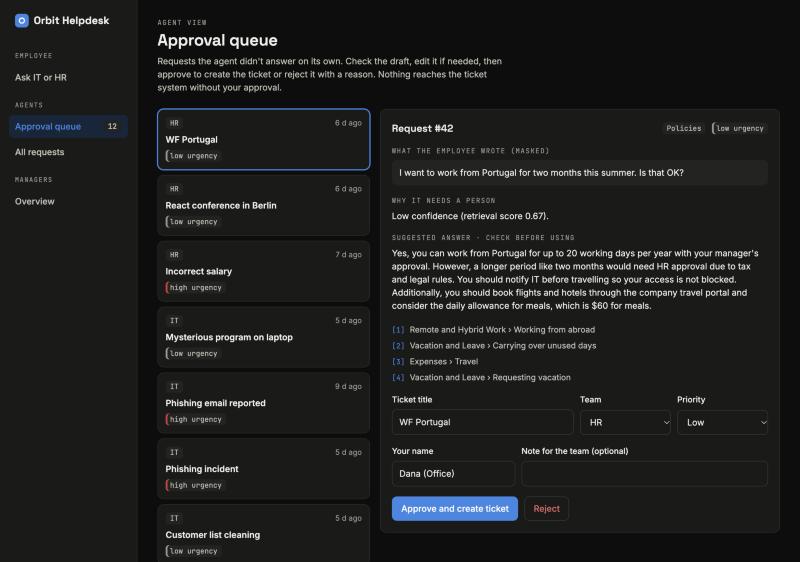 Orbit Helpdesk
EMPLOYEE
Ask IT or HR
AGENTS
Approval queue 12
All requests
MANAGERS
Overview
AGENT VIEW
Approval queue
Requests the agent didn't answer on its own. Check the draft, edit it if needed, then
approve to create the ticket or reject it with a reason. Nothing reaches the ticket
system without your approval.
HR 6 d ago
WF Portugal
low urgency
HR 6 d ago
React conference in Berlin
low urgency
HR 7 d ago
Incorrect salary
high urgency
IT 5 d ago
Mysterious program on laptop
low urgency
IT 9 d ago
Phishing email reported
high urgency
IT 5 d ago
Phishing incident
high urgency
IT 5 d ago
Customer list cleaning
low urgency
Request #42 Policies low urgency
WHAT THE EMPLOYEE WROTE (MASKED)
I want to work from Portugal for two months this summer. Is that OK?
WHY IT NEEDS A PERSON
Low confidence (retrieval score 0.67).
SUGGESTED ANSWER · CHECK BEFORE USING
Yes, you can work from Portugal for up to 20 working days per year with your manager's
approval. However, a longer period like two months would need HR approval due to tax
and legal rules. You should notify IT before travelling so your access is not blocked.
Additionally, you should book flights and hotels through the company travel portal and
consider the daily allowance for meals, which is $60 for meals.
[1] Remote and Hybrid Work › Working from abroad
[2] Vacation and Leave › Carrying over unused days
[3] Expenses › Travel
[4] Vacation and Leave › Requesting vacation
Ticket title Team Priority
WF Portugal HR Low
Your name Note for the team (optional)
Dana (Office)
Approve and create ticket Reject